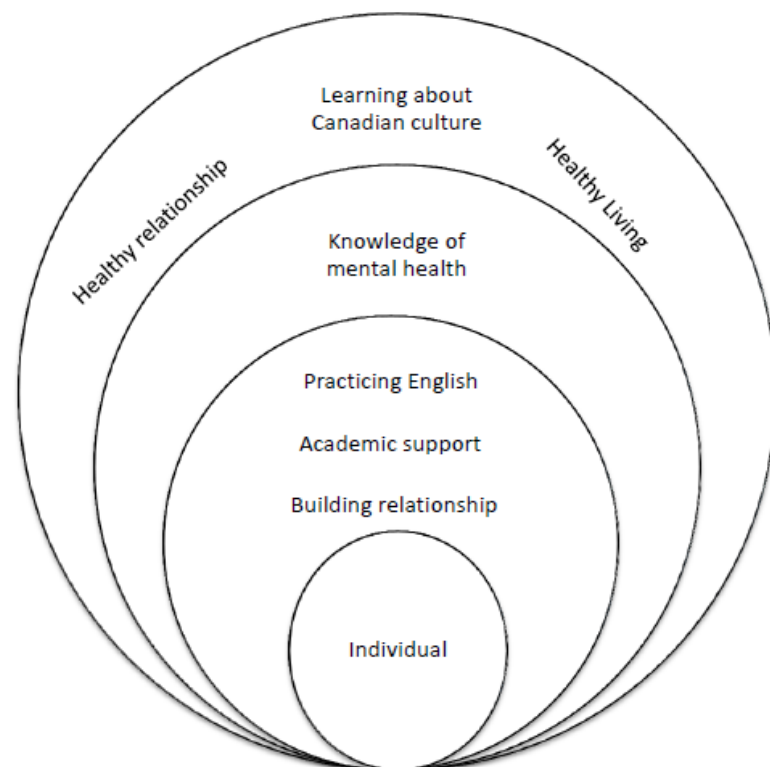 Learning about
Canadian culture
Healthy relationship
Healthy Living
Knowledge of
mental health
Practicing English
Academic support
Building relationship
Individual